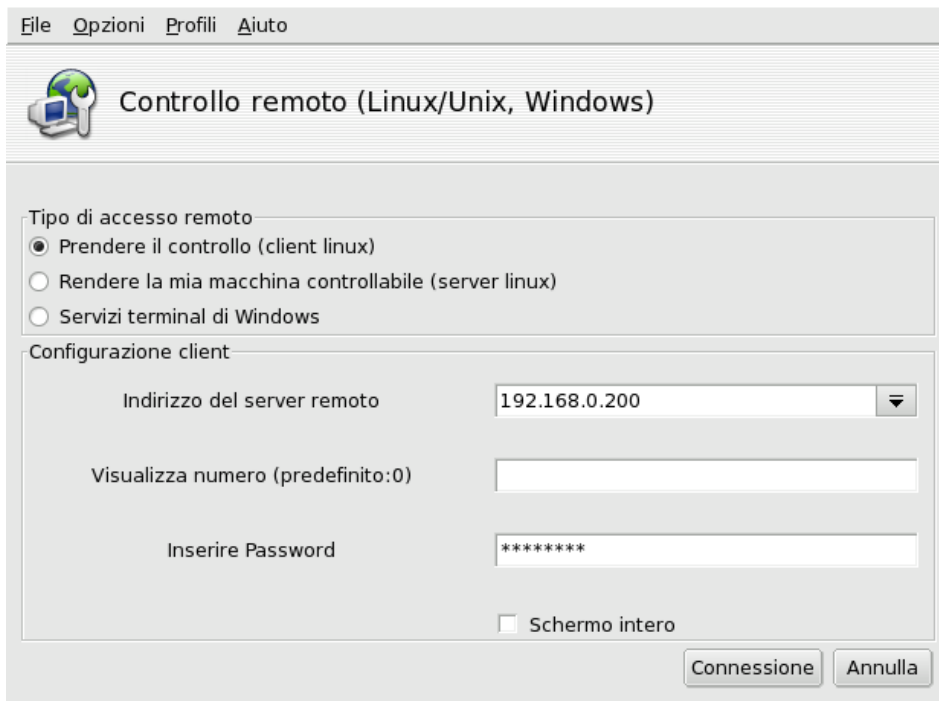 File Opzioni Profili Aiuto
Controllo remoto (Linux/Unix, Windows)
Tipo di accesso remoto
Prendere il controllo (client linux)
Rendere la mia macchina controllabile (server linux)
Servizi terminal di Windows
Configurazione client
Indirizzo del server remoto 192.168.0.200
Visualizza numero (predefinito:0)
Inserire Password ********
Schermo intero
Connessione Annulla